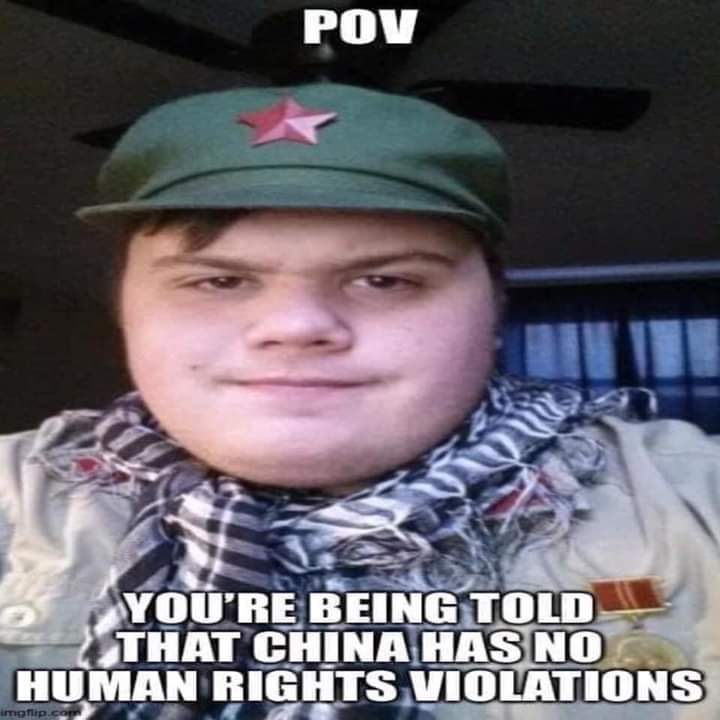 POV
YOU'RE BEING TOLD
THAT CHINA HAS NO
HUMAN RIGHTS VIOLATIONS
imgflip.com